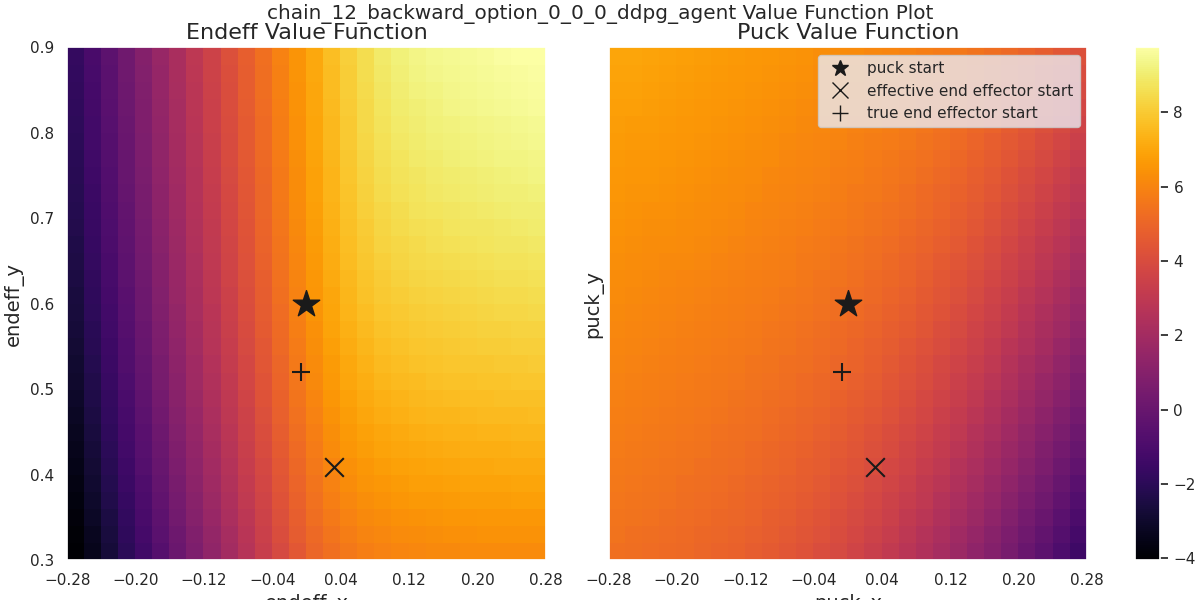 chain_12_backward_option_0_0_0_ddpg_agent Value Function Plot
Endeff Value Function
Puck Value Function
puck start
effective end effector start
true end effector start
endeff_y
0.9
0.8
0.7
0.6
0.5
0.4
0.3
−0.28 −0.20 −0.12 −0.04 0.04 0.12 0.20 0.28
endeff_x
puck_y
−0.28 −0.20 −0.12 −0.04 0.04 0.12 0.20 0.28
puck_x
8
6
4
2
0
−2
−4